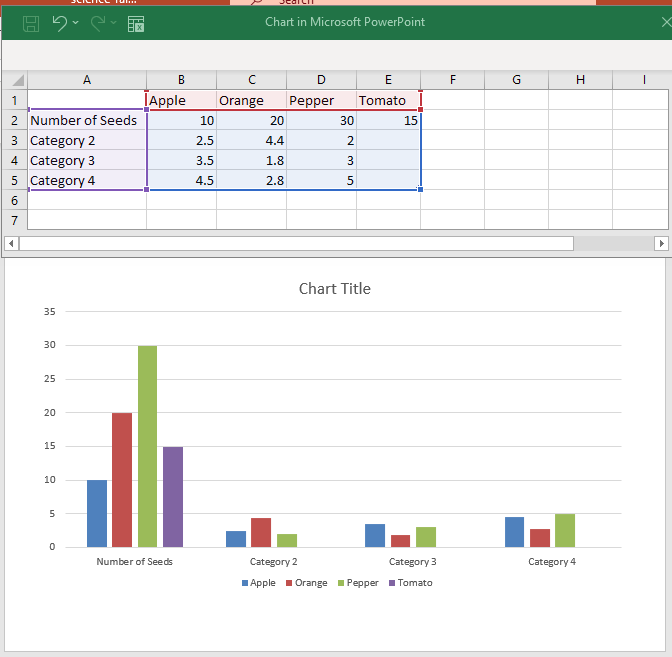 Search
Chart in Microsoft PowerPoint
A B C D E F G H I
1 Apple Orange Pepper Tomato
2 Number of Seeds 10 20 30 15
3 Category 2 2.5 4.4 2
4 Category 3 3.5 1.8 3
5 Category 4 4.5 2.8 5
6
7
Chart Title
35
30
25
20
15
10
5
0
Number of Seeds Category 2 Category 3 Category 4
Apple Orange Pepper Tomato